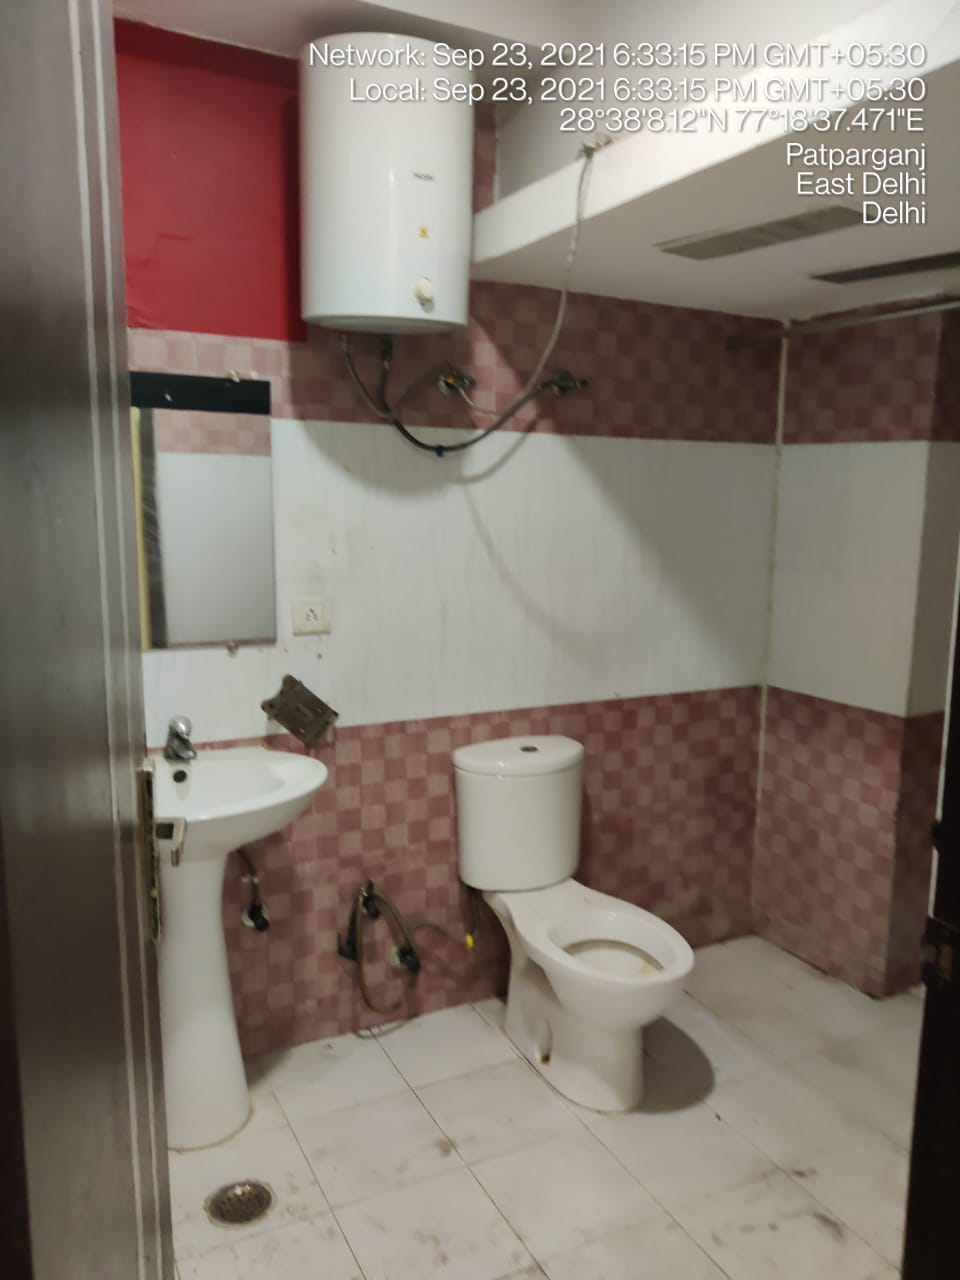 Network: Sep 23, 2021 6:33:15 PM GMT+05:30
Local: Sep 23, 2021 6:33:15 PM GMT+05:30
28°38'8.12"N 77°18'37.471"E
Patparganj
East Delhi
Delhi